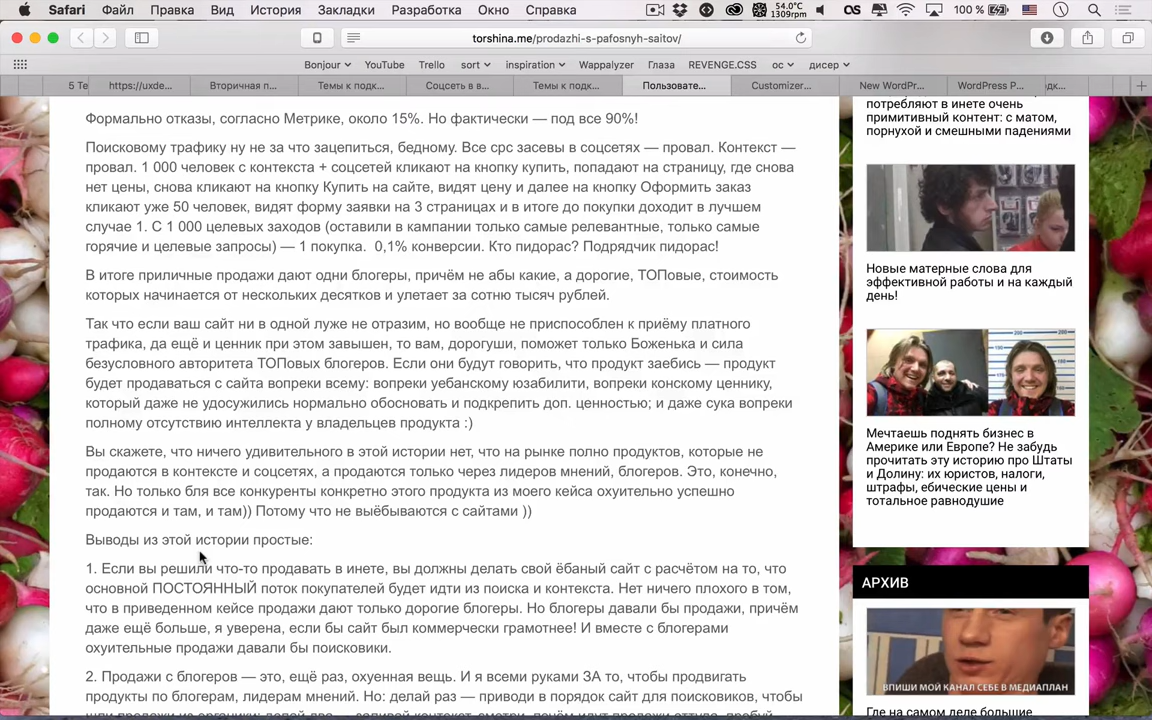 Safari Файл Правка Вид История Закладки Разработка Окно Справка 54.0°C 1309rpm 100 %
torshina.me/prodazhi-s-pafosnyh-saitov/
Bonjour YouTube Trello sort inspiration Wappalyzer Глаза REVENGE.CSS ос дисер
5 Te https://uxde... Вторичная п... Темы к подк... Соцсеть в в... Темы к подк... Пользовате... Customizer... New WordPr... WordPress P... дк...
Формально отказы, согласно Метрике, около 15%. Но фактически — под все 90%!
Поисковому трафику ну не за что зацепиться, бедному. Все cpc засевы в соцсетях — провал. Контекст —
провал. 1 000 человек с контекста + соцсетей кликают на кнопку купить, попадают на страницу, где снова
нет цены, снова кликают на кнопку Купить на сайте, видят цену и далее на кнопку Оформить заказ
кликают уже 50 человек, видят форму заявки на 3 страницах и в итоге до покупки доходит в лучшем
случае 1. С 1 000 целевых заходов (оставили в кампании только самые релевантные, только самые
горячие и целевые запросы) — 1 покупка. 0,1% конверсии. Кто пидорас? Подрядчик пидорас!
В итоге приличные продажи дают одни блогеры, причём не абы какие, а дорогие, ТОПовые, стоимость
которых начинается от нескольких десятков и улетает за сотню тысяч рублей.
Так что если ваш сайт ни в одной луже не отразим, но вообще не приспособлен к приёму платного
трафика, да ещё и ценник при этом завышен, то вам, дорогуши, поможет только Боженька и сила
безусловного авторитета ТОПовых блогеров. Если они будут говорить, что продукт заебись — продукт
будет продаваться с сайта вопреки всему: вопреки уебанскому юзабилити, вопреки конскому ценнику,
который даже не удосужились нормально обосновать и подкрепить доп. ценностью; и даже сука вопреки
полному отсутствию интеллекта у владельцев продукта :)
Вы скажете, что ничего удивительного в этой истории нет, что на рынке полно продуктов, которые не
продаются в контексте и соцсетях, а продаются только через лидеров мнений, блогеров. Это, конечно,
так. Но только бля все конкуренты конкретно этого продукта из моего кейса охуительно успешно
продаются и там, и там)) Потому что не выёбываются с сайтами ))
Выводы из этой истории простые:
1. Если вы решили что-то продавать в инете, вы должны делать свой ёбаный сайт с расчётом на то, что
основной ПОСТОЯННЫЙ поток покупателей будет идти из поиска и контекста. Нет ничего плохого в том,
что в приведенном кейсе продажи дают только дорогие блогеры. Но блогеры давали бы продажи, причём
даже ещё больше, я уверена, если бы сайт был коммерчески грамотнее! И вместе с блогерами
охуительные продажи давали бы поисковики.
2. Продажи с блогеров — это, ещё раз, охуенная вещь. И я всеми руками ЗА то, чтобы продвигать
продукты по блогерам, лидерам мнений. Но: делай раз — приводи в порядок сайт для поисковиков, чтобы
потребляют в инете очень
примитивный контент: с матом,
порнухой и смешными падениями
Новые матерные слова для
эффективной работы и на каждый
день!
Мечтаешь поднять бизнес в
Америке или Европе? Не забудь
прочитать эту историю про Штаты
и Долину: их юристов, налоги,
штрафы, ебические цены и
тотальное равнодушие
АРХИВ
ВПИШИ МОЙ КАНАЛ СЕБЕ В МЕДИАПЛАН
Где на самом деле большие